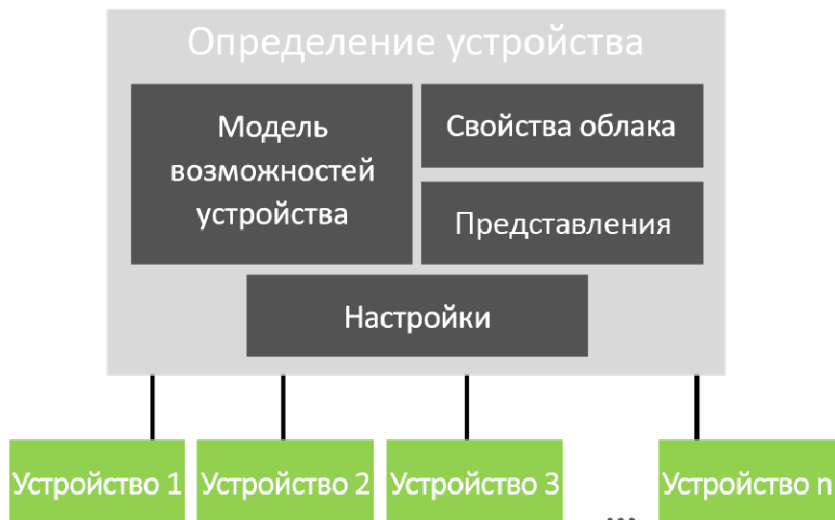 Определение устройства
Модель
возможностей
устройства
Свойства облака
Представления
Настройки
Устройство 1
Устройство 2
Устройство 3
...
Устройство n